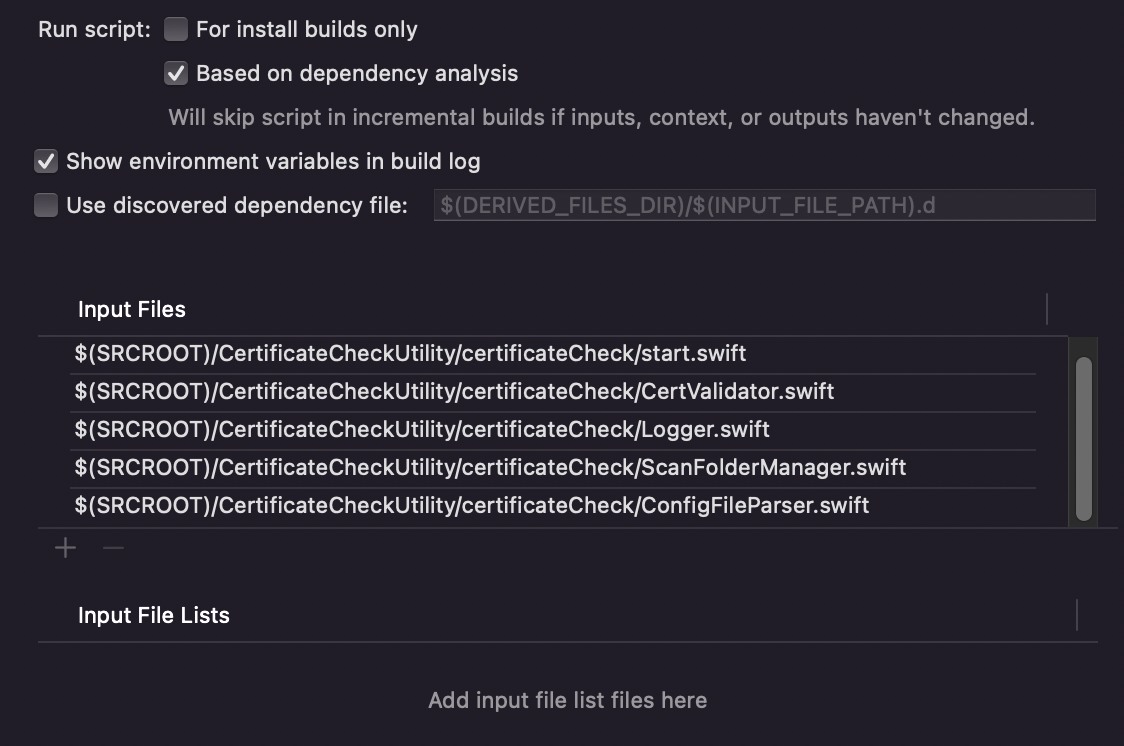 Run script: For install builds only
Based on dependency analysis
Will skip script in incremental builds if inputs, context, or outputs haven't changed.
Show environment variables in build log
Use discovered dependency file: $(DERIVED_FILES_DIR)/$(INPUT_FILE_PATH).d
Input Files
$(SRCROOT)/CertificateCheckUtility/certificateCheck/start.swift
$(SRCROOT)/CertificateCheckUtility/certificateCheck/CertValidator.swift
$(SRCROOT)/CertificateCheckUtility/certificateCheck/Logger.swift
$(SRCROOT)/CertificateCheckUtility/certificateCheck/ScanFolderManager.swift
$(SRCROOT)/CertificateCheckUtility/certificateCheck/ConfigFileParser.swift
Input File Lists
Add input file list files here